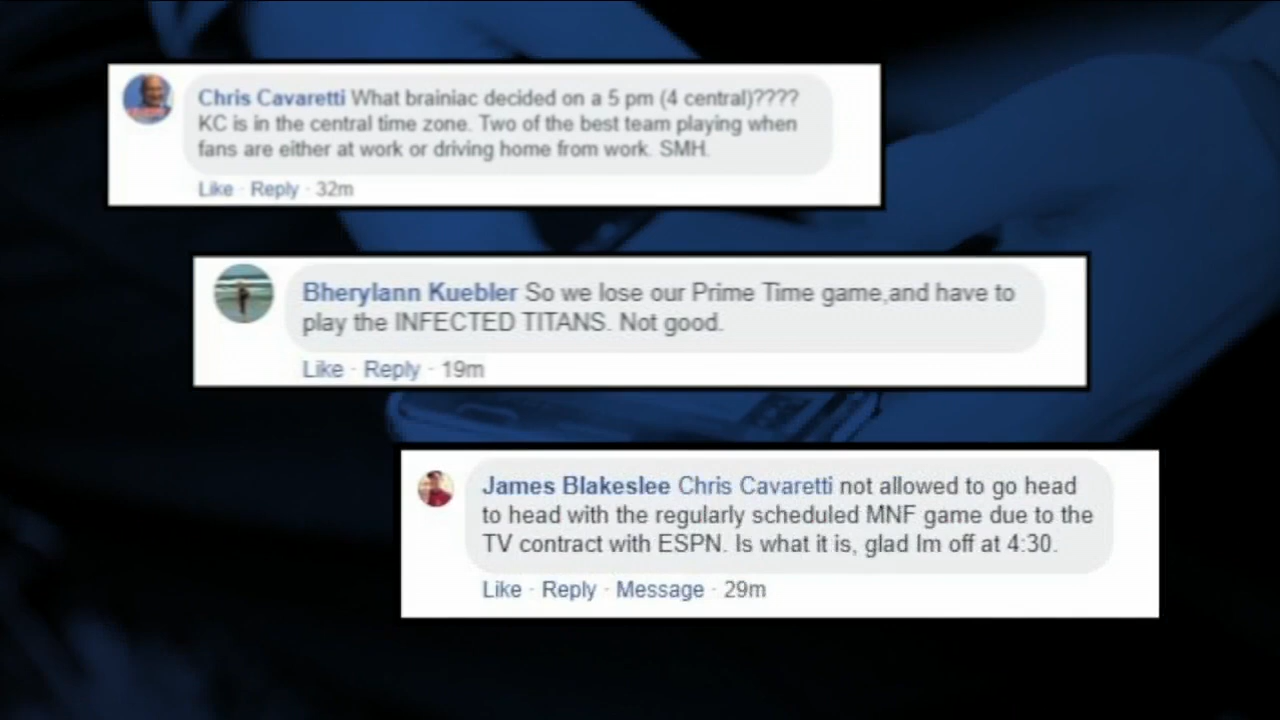 Chris Cavaretti What brainiac decided on a 5 pm (4 central)????
KC is in the central time zone. Two of the best team playing when
fans are either at work or driving home from work. SMH.
Like · Reply · 32m
Bherylann Kuebler So we lose our Prime Time game,and have to
play the INFECTED TITANS. Not good.
Like · Reply · 19m
James Blakeslee Chris Cavaretti not allowed to go head
to head with the regularly scheduled MNF game due to the
TV contract with ESPN. Is what it is, glad Im off at 4:30.
Like · Reply · Message · 29m